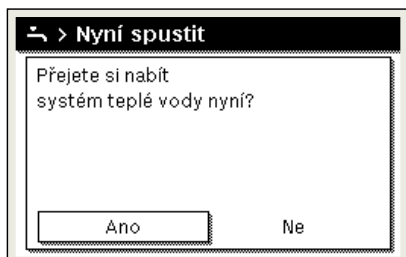 > Nyní spustit
Přejete si nabít
systém teplé vody nyní?
Ano
Ne